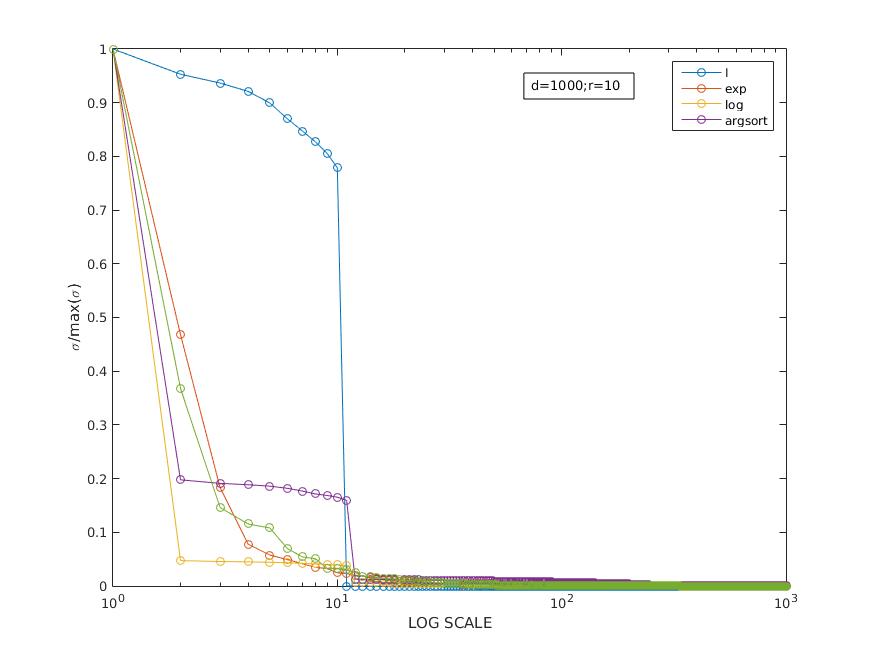 d=1000;r=10
I
exp
log
argsort
1
0.9
0.8
0.7
0.6
0.5
0.4
0.3
0.2
0.1
0
σ/max(σ)
10⁰
10¹
10²
10³
LOG SCALE